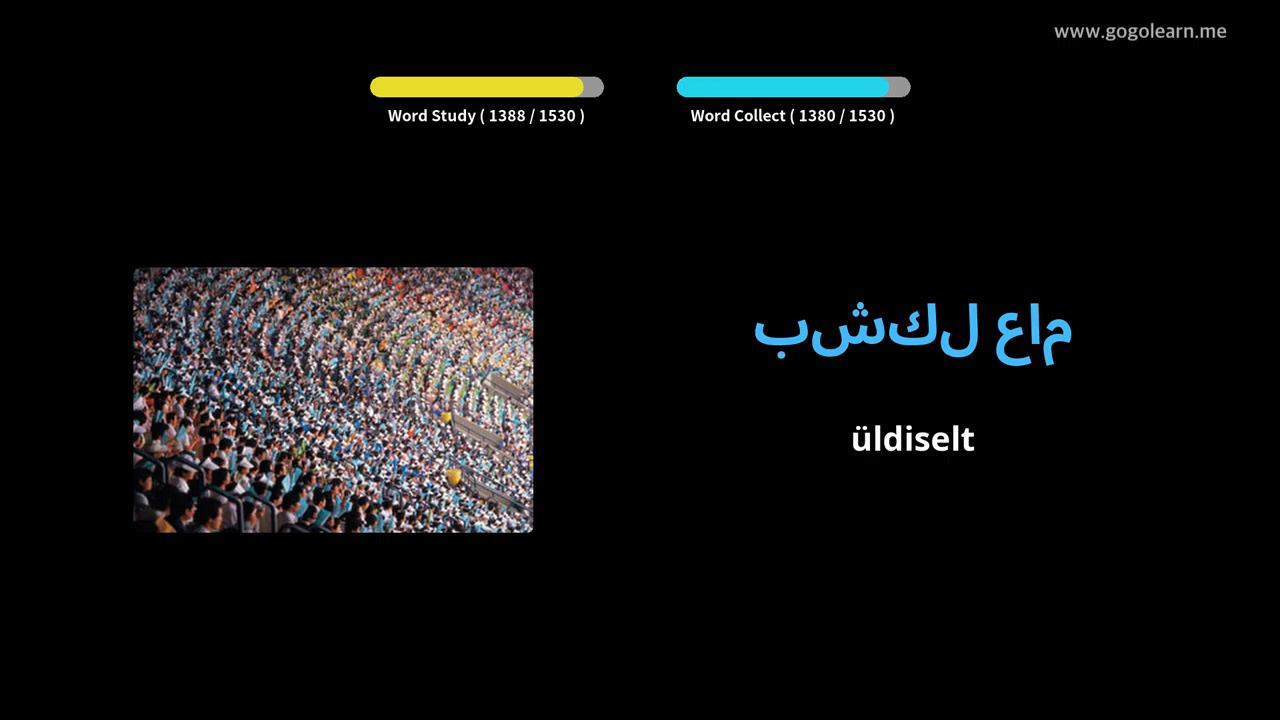 www.gogolearn.me
Word Study ( 1388 / 1530 )
Word Collect ( 1380 / 1530 )
بشكل عام
üldiselt